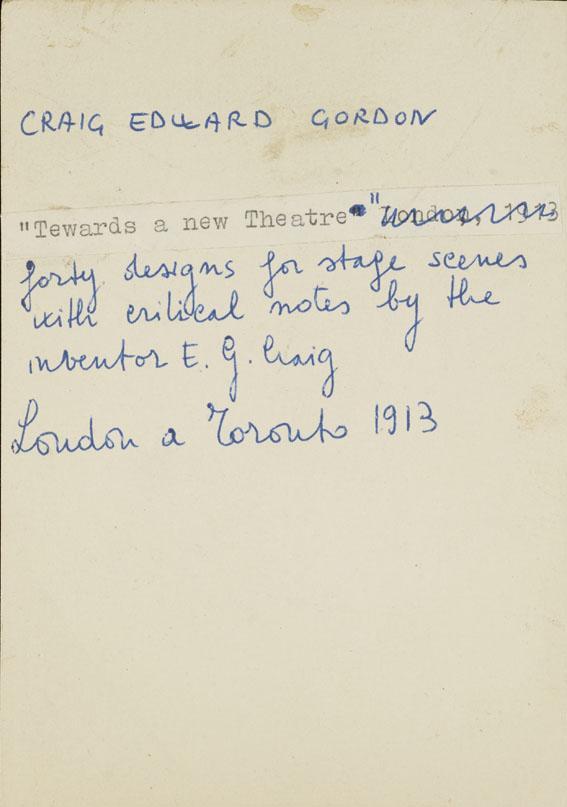 CRAIG EDWARD GORDON
"Tewards a new Theatre" London, 1913
forty designs for stage scenes
with critical notes by the
inventor E. G. Craig
London a Toronto 1913